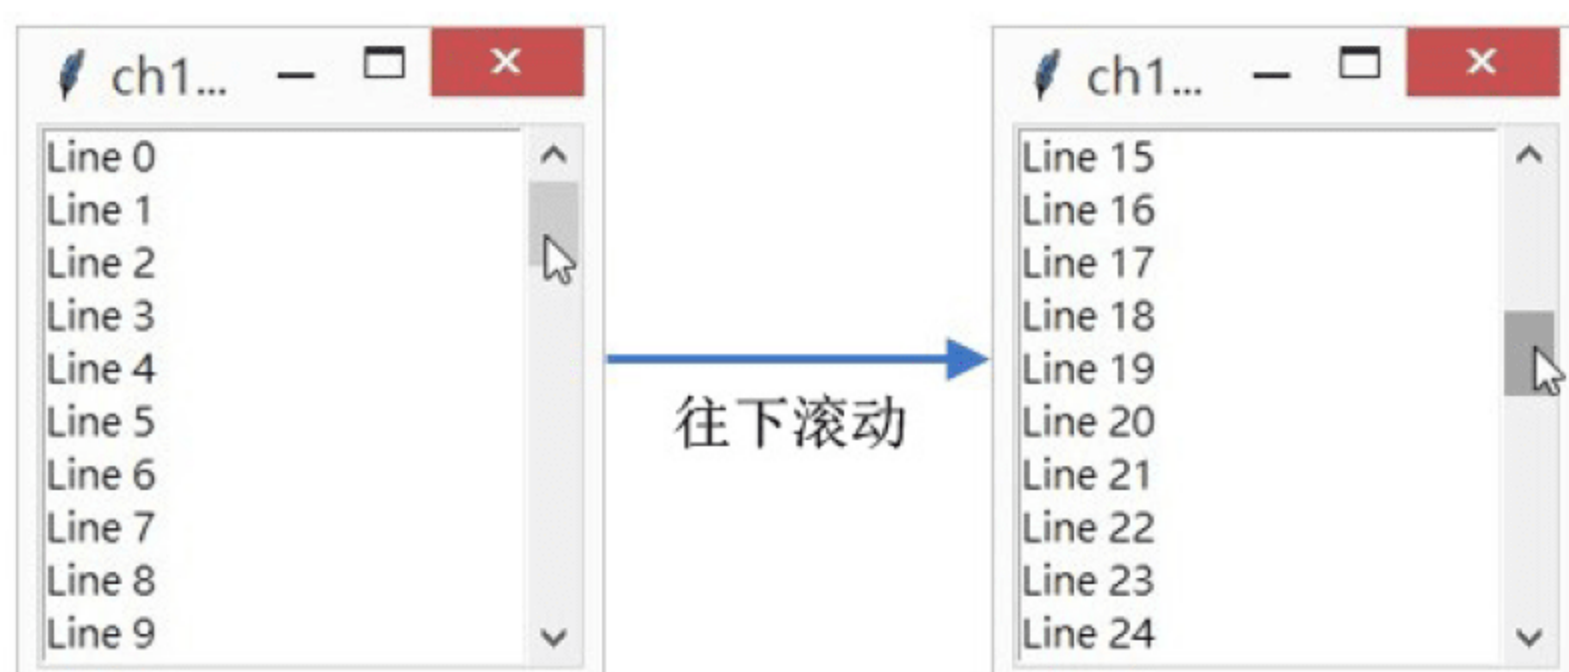 ch1...
Line 0
Line 1
Line 2
Line 3
Line 4
Line 5
Line 6
Line 7
Line 8
Line 9
往下滚动
ch1...
Line 15
Line 16
Line 17
Line 18
Line 19
Line 20
Line 21
Line 22
Line 23
Line 24